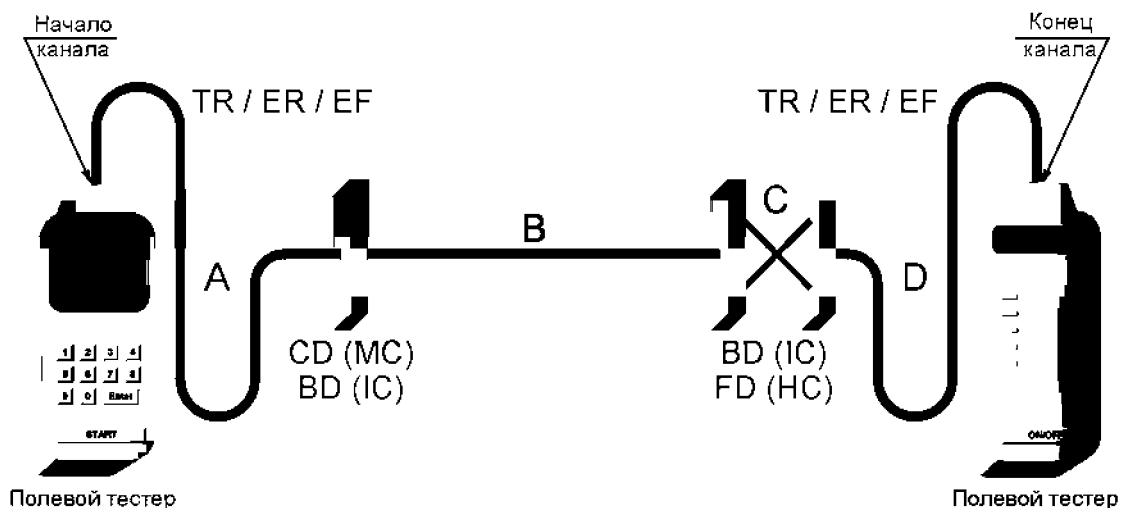 Начало
канала
Конец
канала
TR / ER / EF
TR / ER / EF
A
B
C
D
CD (MC)
BD (IC)
BD (IC)
FD (HC)
1 2 3 4
5 6 7 8
9 0
START
ON/OFF
Полевой тестер
Полевой тестер